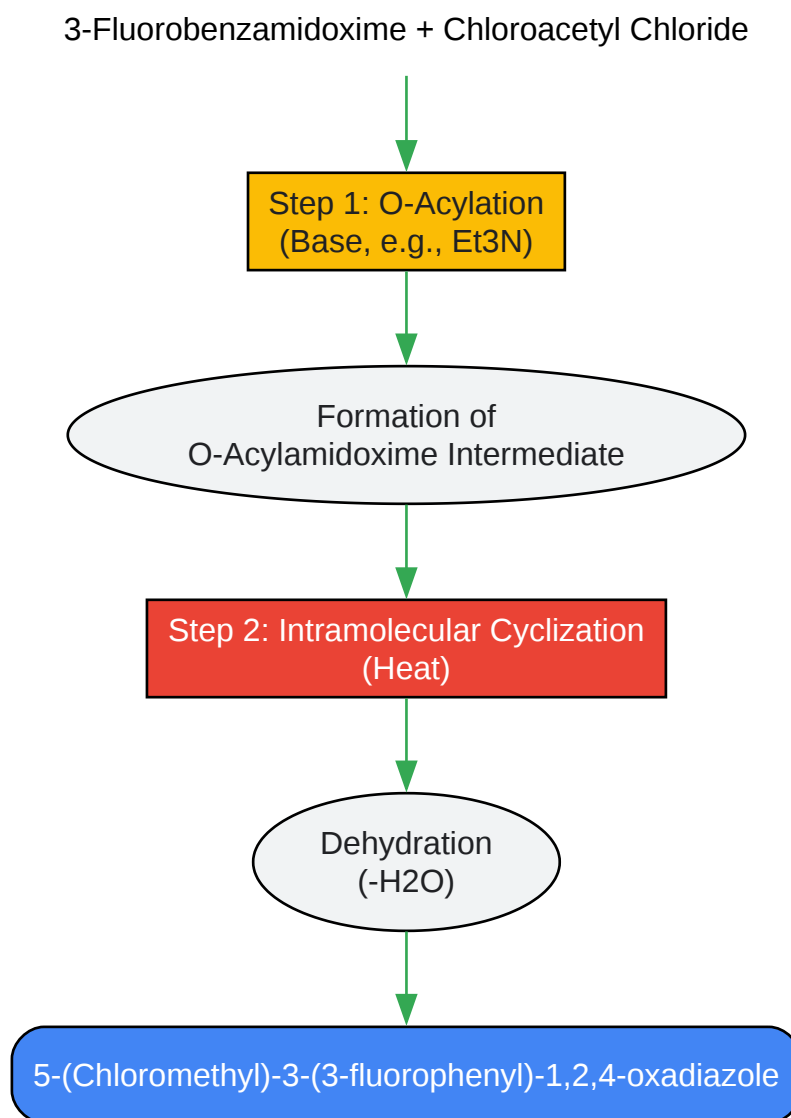 3-Fluorobenzamidoxime + Chloroacetyl Chloride
Step 1: O-Acylation
(Base, e.g., Et3N)
Formation of
O-Acylamidoxime Intermediate
Step 2: Intramolecular Cyclization
(Heat)
Dehydration
(-H2O)
5-(Chloromethyl)-3-(3-fluorophenyl)-1,2,4-oxadiazole